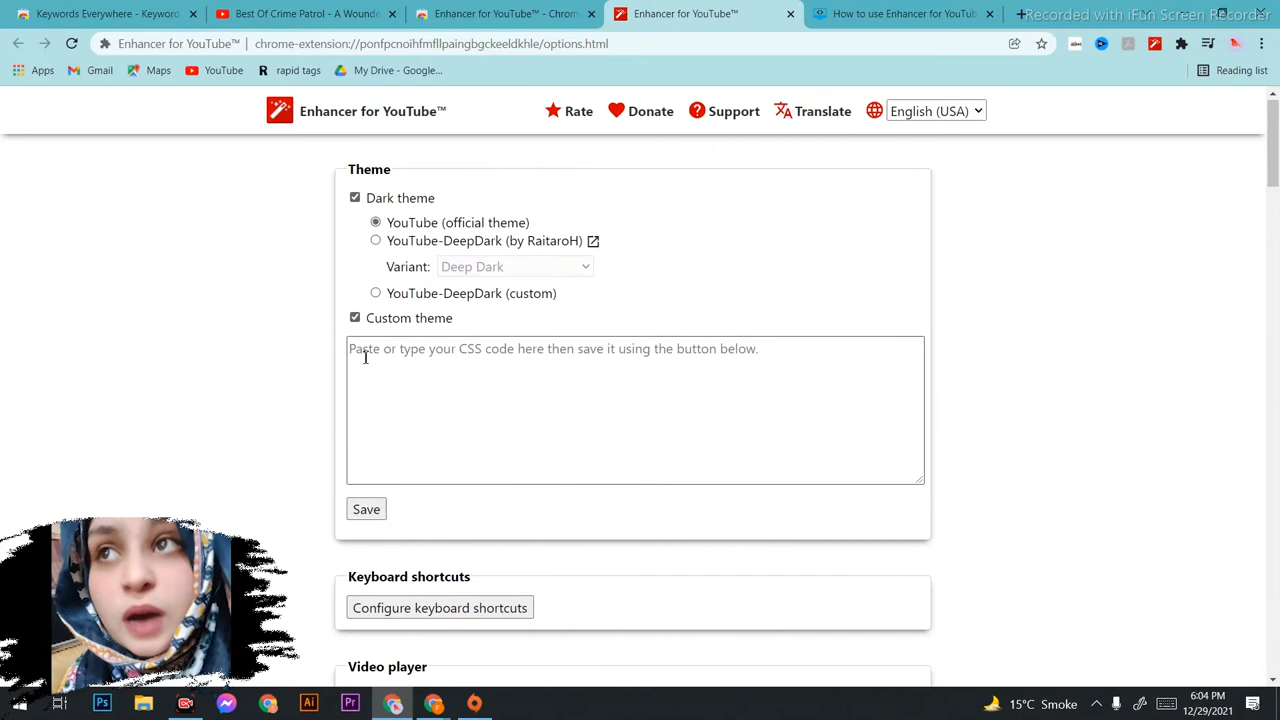 Keywords Everywhere - Keyword
Best Of Crime Patrol - A Wounde
Enhancer for YouTube™ - Chrom
Enhancer for YouTube™
How to use Enhancer for YouTub
Recorded with iFun Screen Recorder
Enhancer for YouTube™ | chrome-extension://ponfpcnoihfmfllpaingbgckeeldkhle/options.html
Apps
Gmail
Maps
YouTube
rapid tags
My Drive - Google...
Reading list
Enhancer for YouTube™
Rate
Donate
Support
Translate
English (USA)
Theme
Dark theme
YouTube (official theme)
YouTube-DeepDark (by RaitaroH)
Variant: Deep Dark
YouTube-DeepDark (custom)
Custom theme
Paste or type your CSS code here then save it using the button below.
Save
Keyboard shortcuts
Configure keyboard shortcuts
Video player
Ps
Ai
Pr
15°C Smoke
6:04 PM
12/29/2021